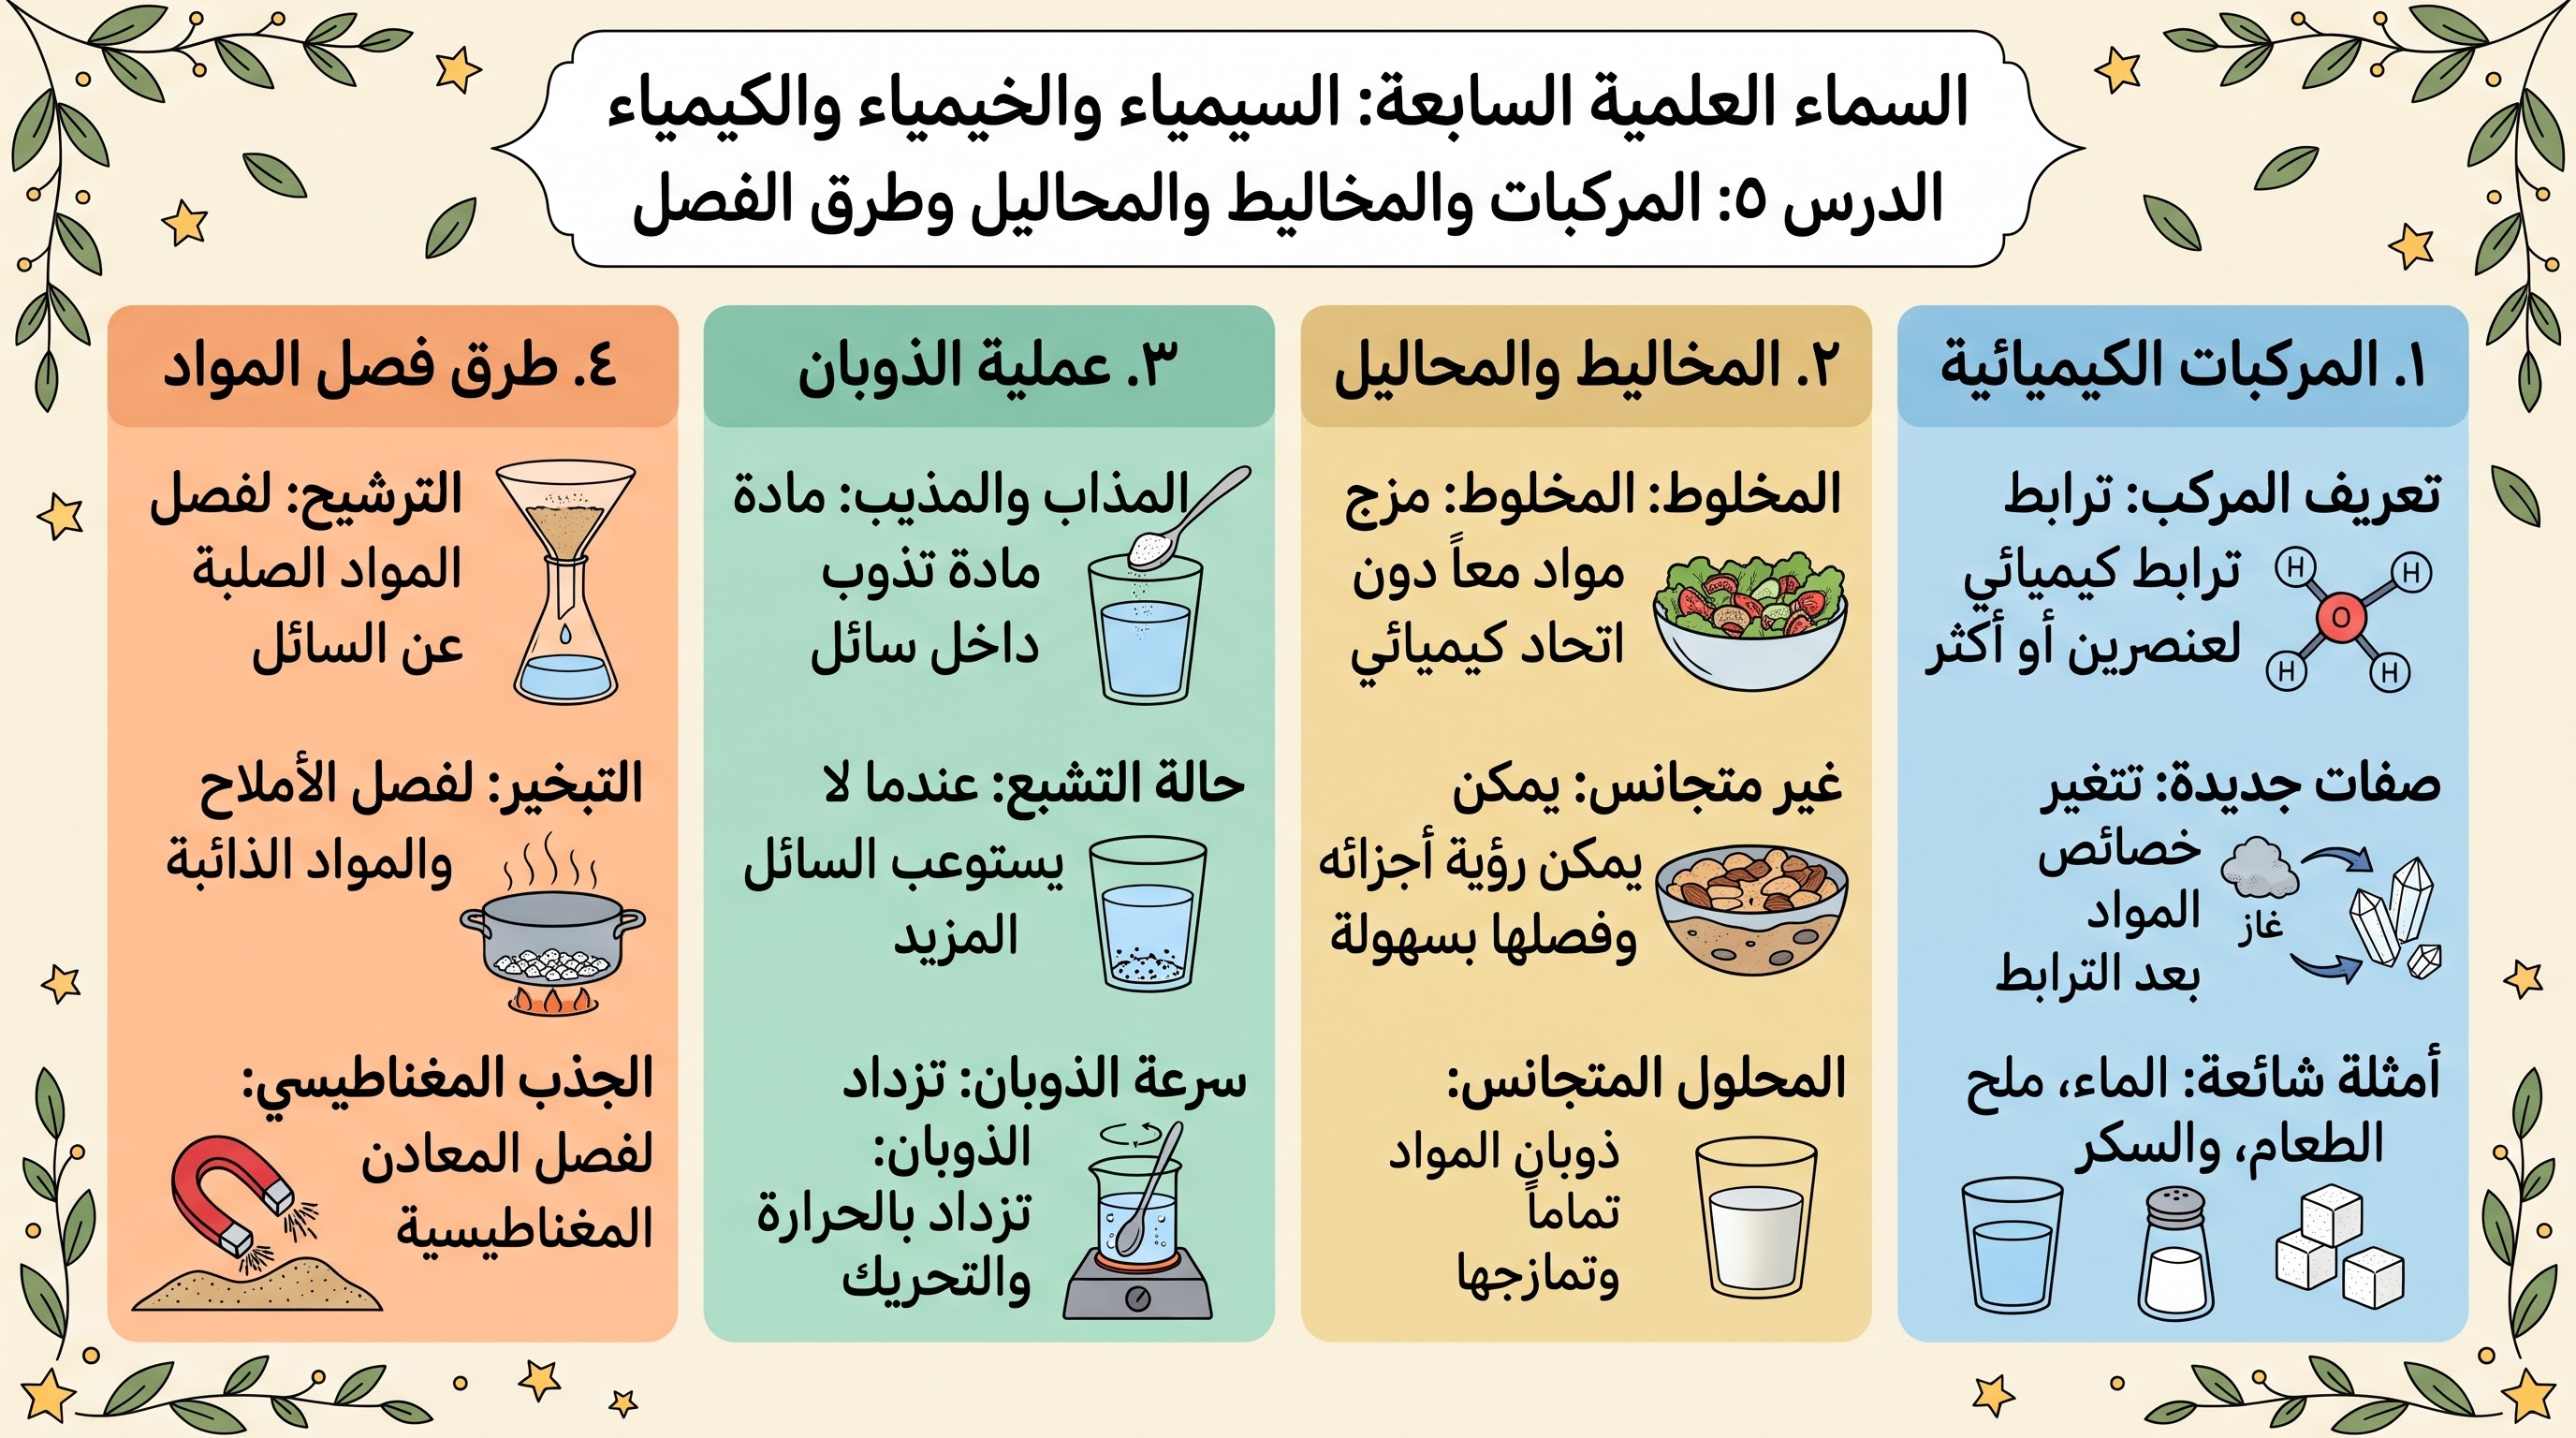 السماء العلمية السابعة: السيمياء والخيمياء والكيمياء
الدرس ٥: المركبات والمخاليط والمحاليل وطرق الفصل
١. المركبات الكيميائية
تعريف المركب: ترابط
ترابط كيميائي
لعنصرين أو أكثر
H
H
O
H
H
صفات جديدة: تتغير
خصائص
المواد
بعد الترابط
غاز
أمثلة شائعة: الماء، ملح
الطعام، والسكر
٢. المخاليط والمحاليل
المخلوط: المخلوط: مزج
مواد معاً دون
اتحاد كيميائي
غير متجانس: يمكن
يمكن رؤية أجزائه
وفصلها بسهولة
المحلول المتجانس:
ذوبان المواد
تماماً
وتمازجها
٣. عملية الذوبان
المذاب والمذيب: مادة
مادة تذوب
داخل سائل
حالة التشبع: عندما لا
يستوعب السائل
المزيد
سرعة الذوبان: تزداد
الذوبان:
تزداد بالحرارة
والتحريك
٤. طرق فصل المواد
الترشيح: لفصل
المواد الصلبة
عن السائل
التبخير: لفصل الأملاح
والمواد الذائبة
الجذب المغناطيسي:
لفصل المعادن
المغناطيسية